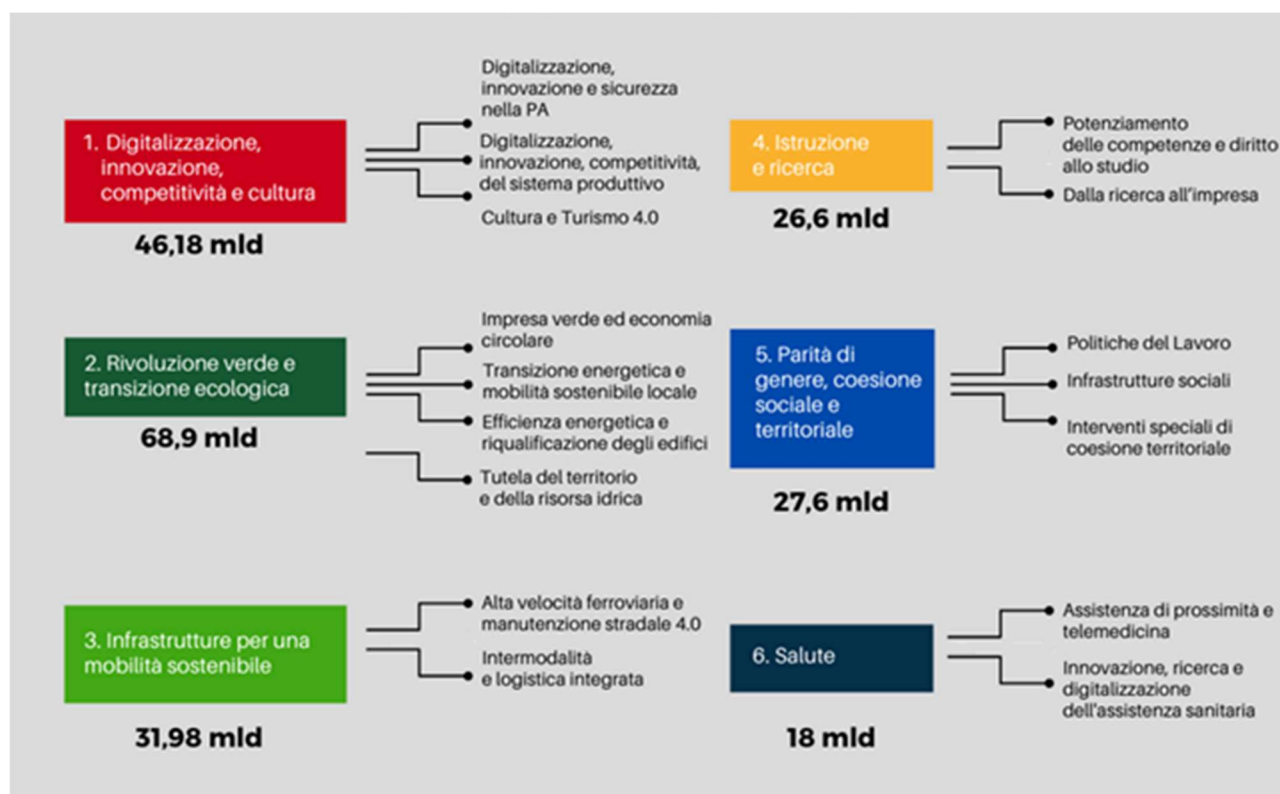 1. Digitalizzazione,
innovazione,
competitività e cultura
46,18 mld
Digitalizzazione,
innovazione e sicurezza
nella PA
Digitalizzazione,
innovazione, competitività,
del sistema produttivo
Cultura e Turismo 4.0
2. Rivoluzione verde e
transizione ecologica
68,9 mld
Impresa verde ed economia
circolare
Transizione energetica e
mobilità sostenibile locale
Efficienza energetica e
riqualificazione degli edifici
Tutela del territorio
e della risorsa idrica
3. Infrastrutture per una
mobilità sostenibile
31,98 mld
Alta velocità ferroviaria e
manutenzione stradale 4.0
Intermodalità
e logistica integrata
4. Istruzione
e ricerca
26,6 mld
Potenziamento
delle competenze e diritto
allo studio
Dalla ricerca all'impresa
5. Parità di
genere, coesione
sociale e
territoriale
27,6 mld
Politiche del Lavoro
Infrastrutture sociali
Interventi speciali di
coesione territoriale
6. Salute
18 mld
Assistenza di prossimità e
telemedicina
Innovazione, ricerca e
digitalizzazione
dell'assistenza sanitaria